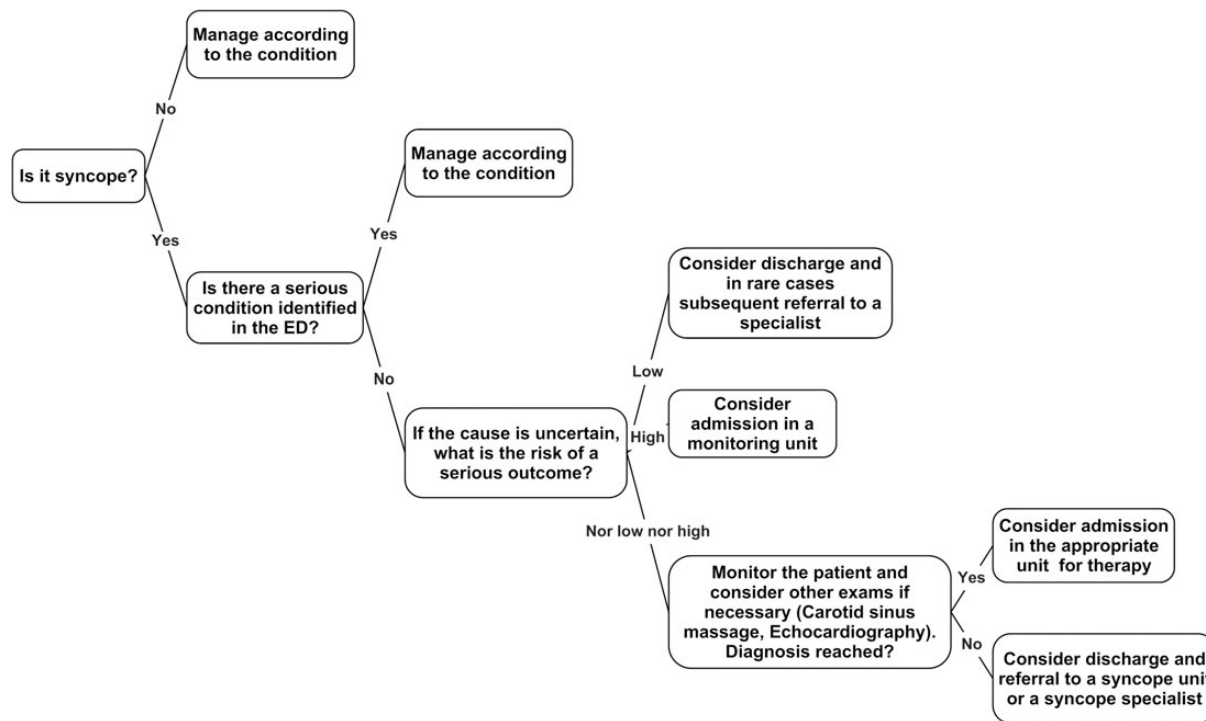 Manage according
to the condition
No
Is it syncope?
Manage according
to the condition
Yes
Yes
Is there a serious
condition identified
in the ED?
Consider discharge and
in rare cases
subsequent referral to a
specialist
No
Low
Consider
admission in a
monitoring unit
If the cause is uncertain,
what is the risk of a
serious outcome?
High
Nor low nor high
Consider admission
in the appropriate
unit for therapy
Monitor the patient and
consider other exams if
necessary (Carotid sinus
massage, Echocardiography).
Diagnosis reached?
Yes
No
Consider discharge and
referral to a syncope unit
or a syncope specialist